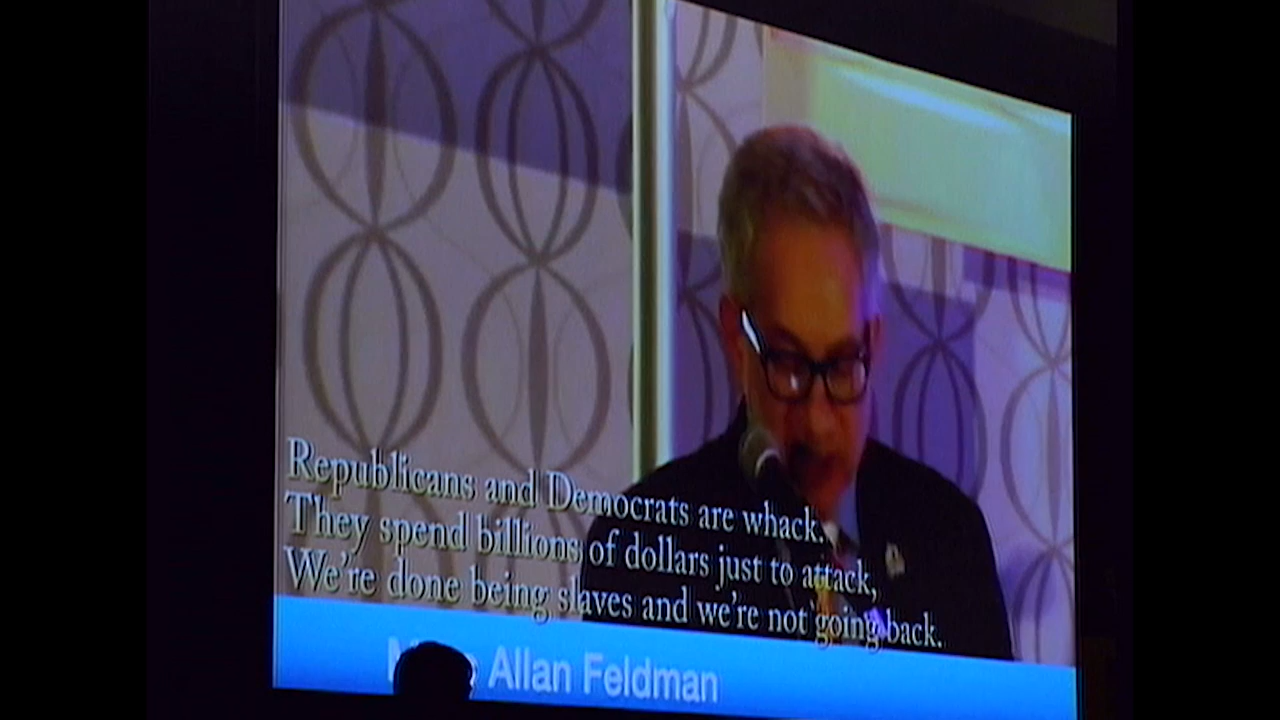 Republicans and Democrats are whack.
They spend billions of dollars just to attack,
We're done being slaves and we're not going back.
Allan Feldman